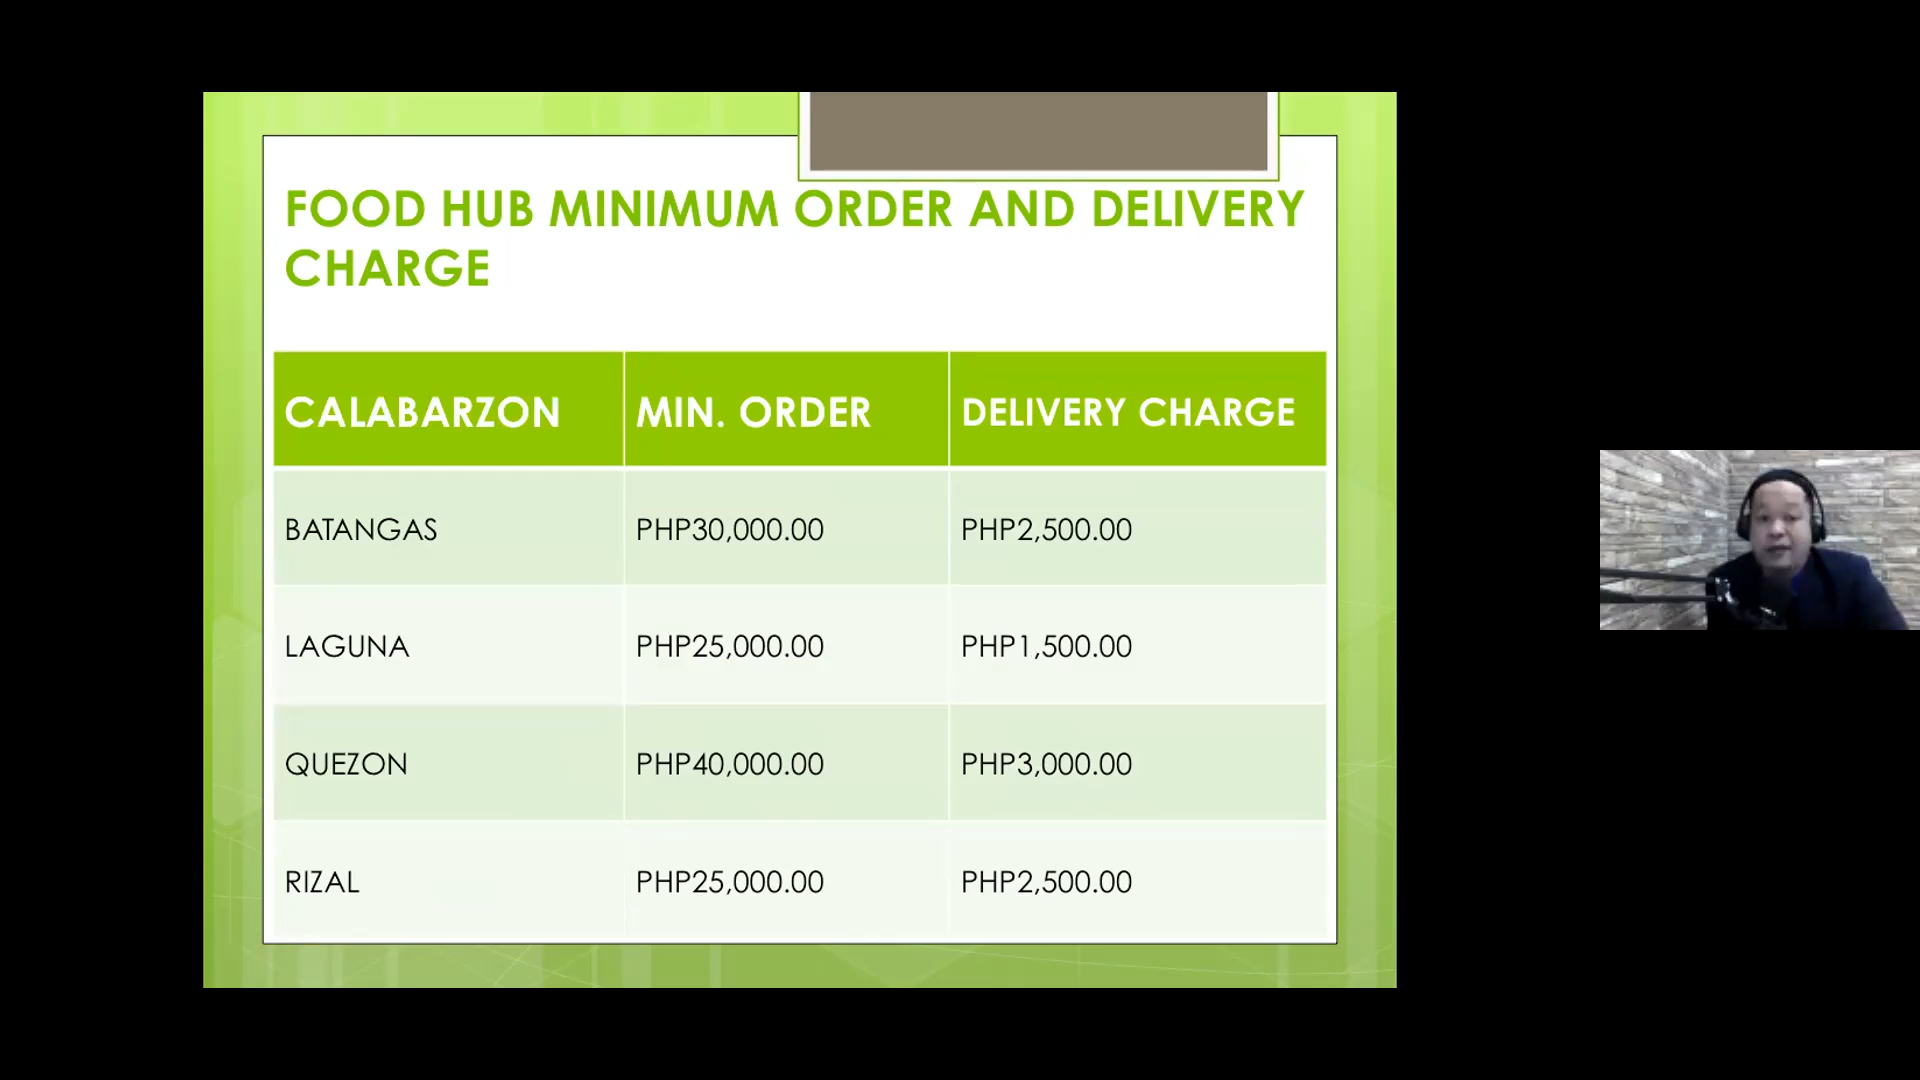 FOOD HUB MINIMUM ORDER AND DELIVERY
CHARGE
CALABARZON MIN. ORDER DELIVERY CHARGE
BATANGAS PHP30,000.00 PHP2,500.00
LAGUNA PHP25,000.00 PHP1,500.00
QUEZON PHP40,000.00 PHP3,000.00
RIZAL PHP25,000.00 PHP2,500.00